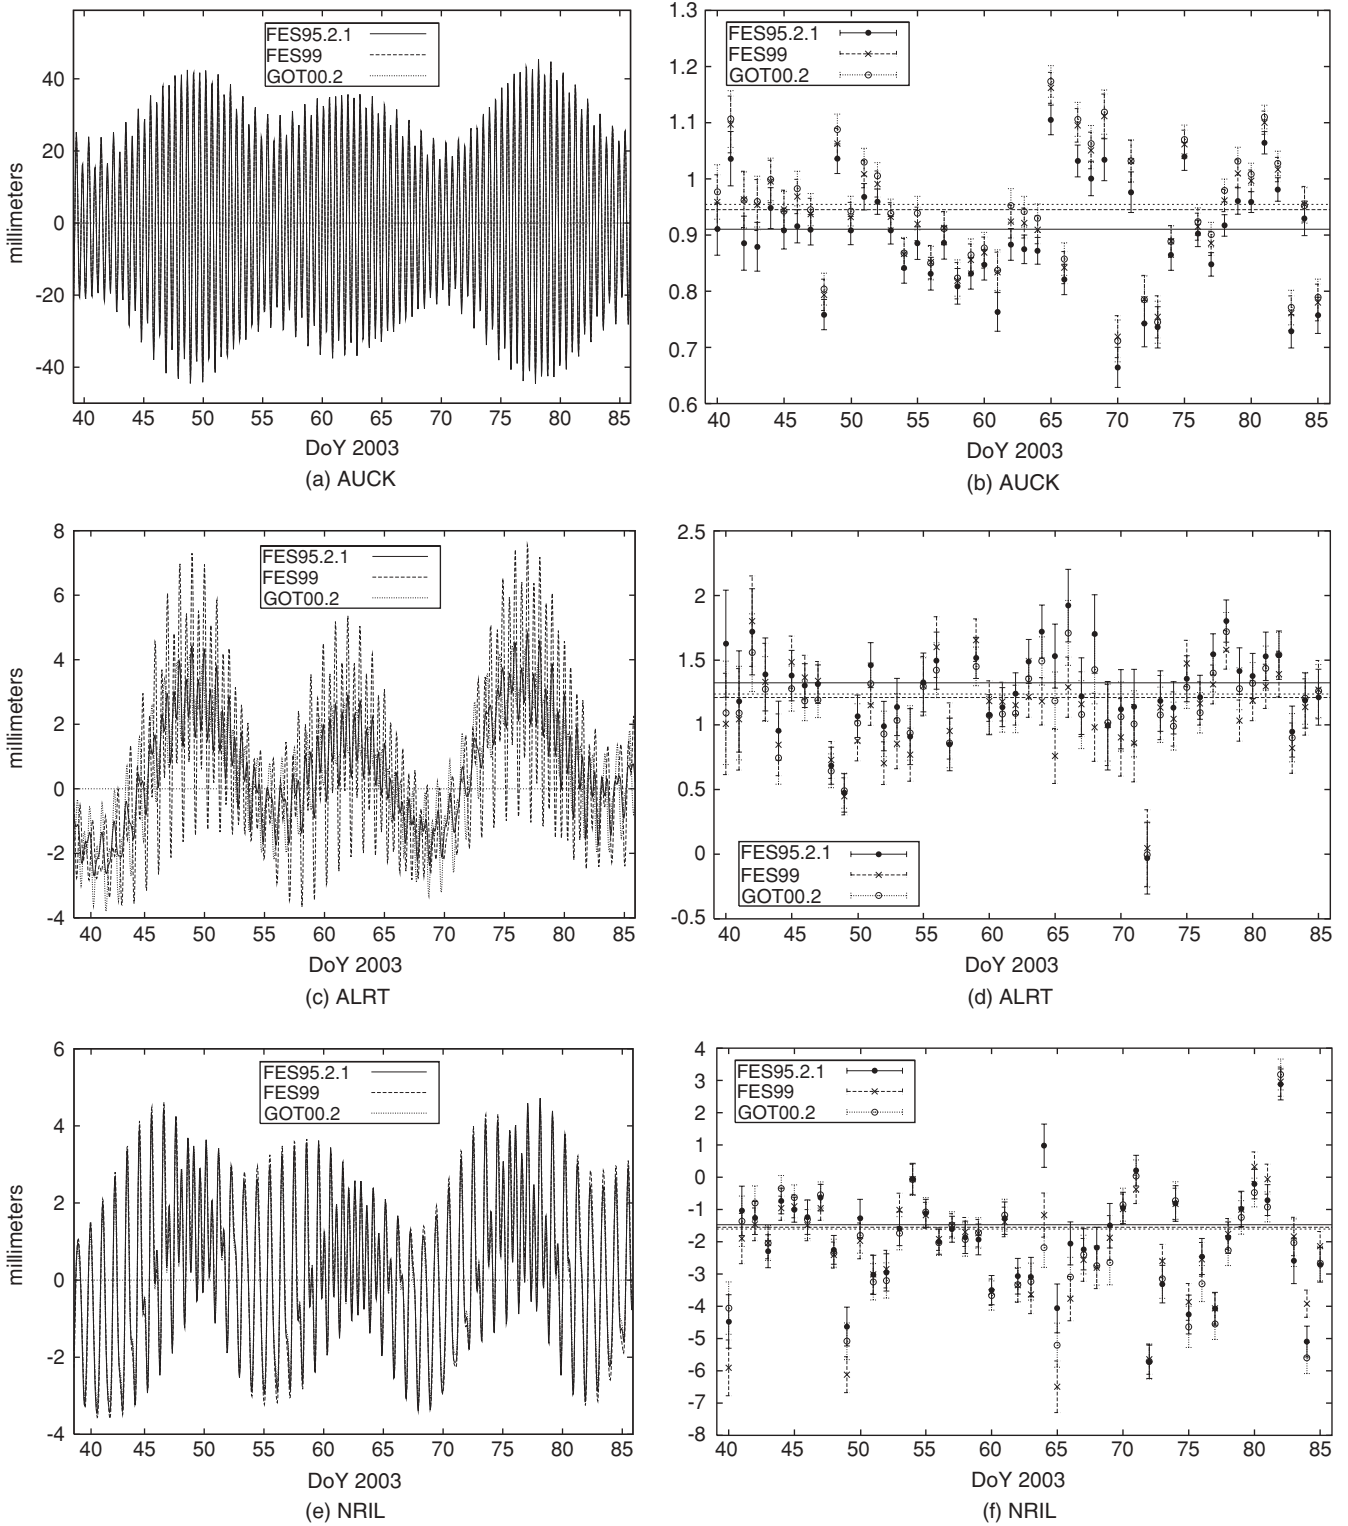 FES95.2.1
FES99
GOT00.2
40
20
0
-20
-40
millimeters
40 45 50 55 60 65 70 75 80 85
DoY 2003
(a) AUCK
1.3
1.2
1.1
1
0.9
0.8
0.7
0.6
FES95.2.1
FES99
GOT00.2
40 45 50 55 60 65 70 75 80 85
DoY 2003
(b) AUCK
8
6
4
2
0
-2
-4
millimeters
FES95.2.1
FES99
GOT00.2
40 45 50 55 60 65 70 75 80 85
DoY 2003
(c) ALRT
2.5
2
1.5
1
0.5
0
-0.5
FES95.2.1
FES99
GOT00.2
40 45 50 55 60 65 70 75 80 85
DoY 2003
(d) ALRT
6
4
2
0
-2
-4
millimeters
FES95.2.1
FES99
GOT00.2
40 45 50 55 60 65 70 75 80 85
DoY 2003
(e) NRIL
4
3
2
1
0
-1
-2
-3
-4
-5
-6
-7
-8
FES95.2.1
FES99
GOT00.2
40 45 50 55 60 65 70 75 80 85
DoY 2003
(f) NRIL